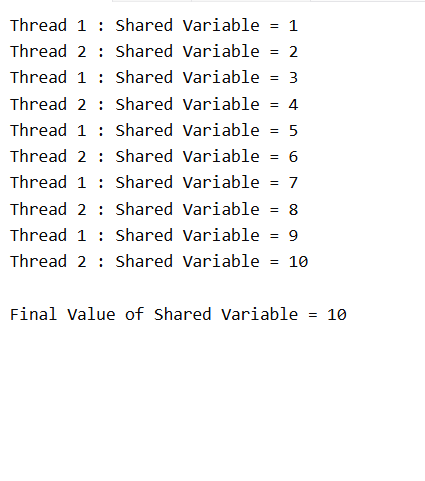 Thread 1 : Shared Variable = 1
Thread 2 : Shared Variable = 2
Thread 1 : Shared Variable = 3
Thread 2 : Shared Variable = 4
Thread 1 : Shared Variable = 5
Thread 2 : Shared Variable = 6
Thread 1 : Shared Variable = 7
Thread 2 : Shared Variable = 8
Thread 1 : Shared Variable = 9
Thread 2 : Shared Variable = 10
Final Value of Shared Variable = 10